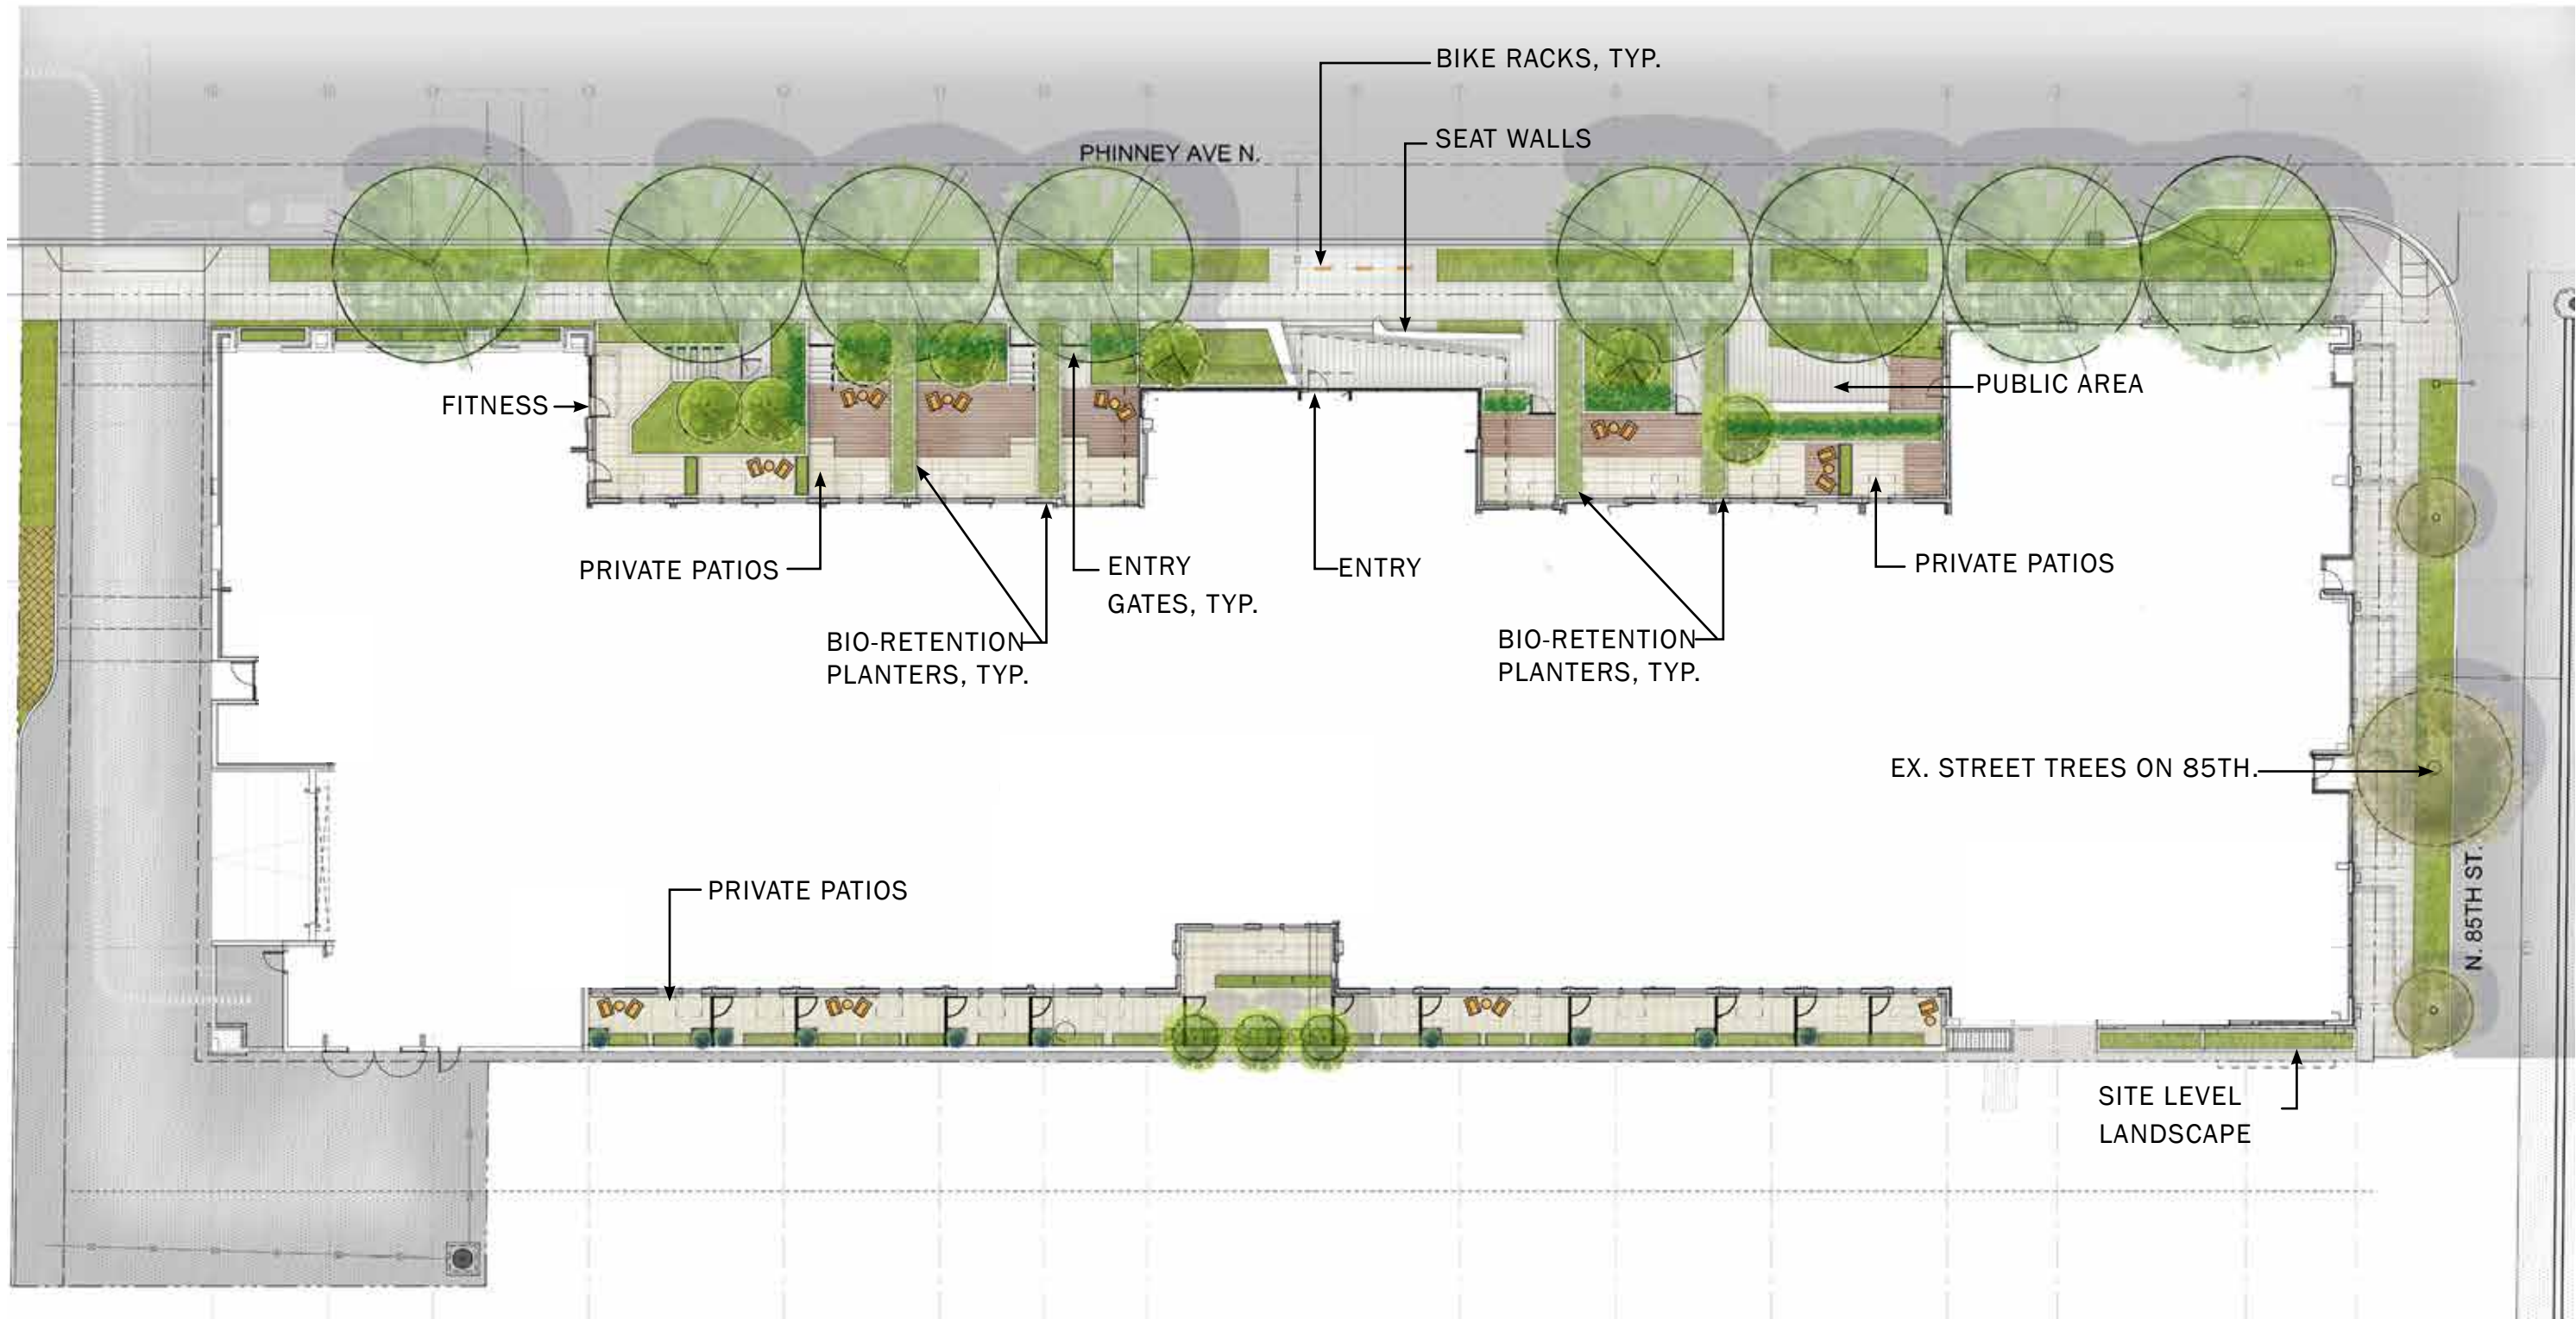 BIKE RACKS, TYP.
SEAT WALLS
PHINNEY AVE N.
PUBLIC AREA
FITNESS
PRIVATE PATIOS
ENTRY
GATES, TYP.
ENTRY
PRIVATE PATIOS
BIO-RETENTION
PLANTERS, TYP.
BIO-RETENTION
PLANTERS, TYP.
EX. STREET TREES ON 85TH.
N. 85TH ST.
PRIVATE PATIOS
SITE LEVEL
LANDSCAPE